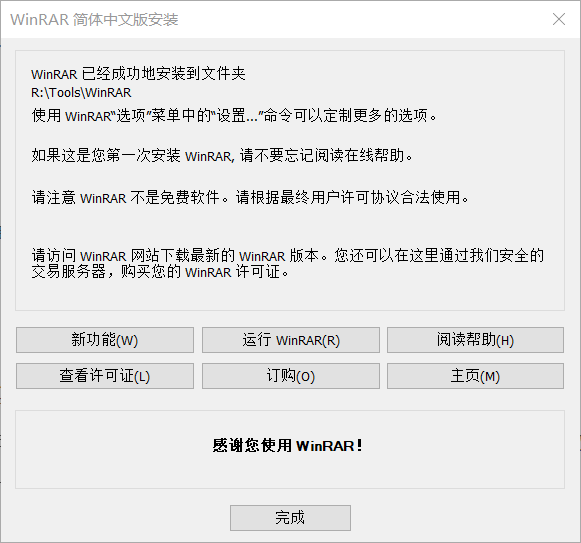 WinRAR 简体中文版安装
WinRAR 已经成功地安装到文件夹
R:\Tools\WinRAR
使用 WinRAR“选项”菜单中的“设置...”命令可以定制更多的选项。
如果这是您第一次安装 WinRAR, 请不要忘记阅读在线帮助。
请注意 WinRAR 不是免费软件。请根据最终用户许可协议合法使用。
请访问 WinRAR 网站下载最新的 WinRAR 版本。您还可以在这里通过我们安全的
交易服务器，购买您的 WinRAR 许可证。
新功能(W)
运行 WinRAR(R)
阅读帮助(H)
查看许可证(L)
订购(O)
主页(M)
感谢您使用 WinRAR！
完成